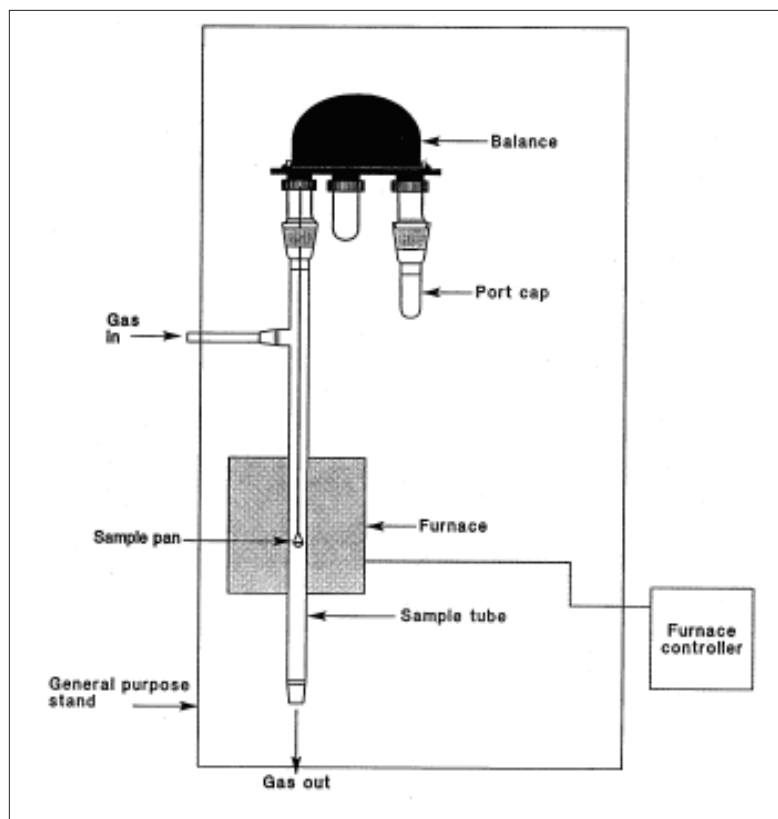 Balance
Port cap
Gas
in
Furnace
Sample pan
Sample tube
Furnace
controller
General purpose
stand
Gas out